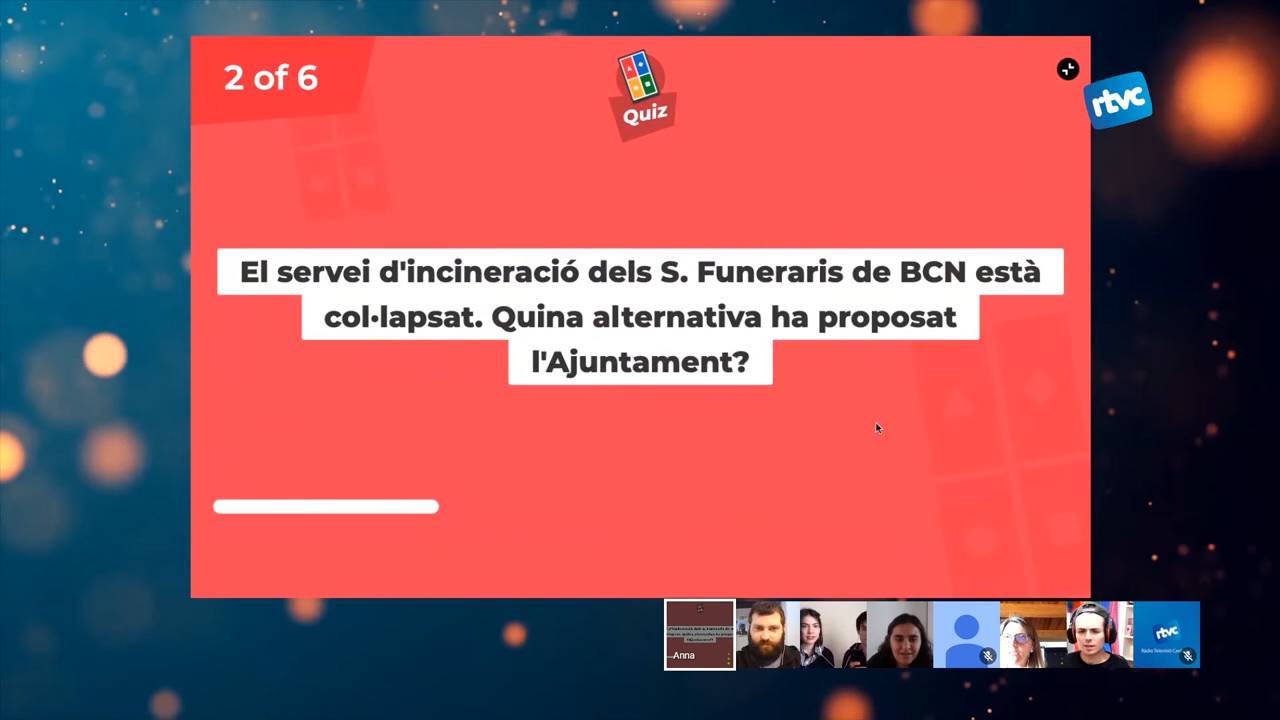 2 of 6
Quiz
rtvc
El servei d'incineració dels S. Funeraris de BCN està
col·lapsat. Quina alternativa ha proposat
l'Ajuntament?
Anna
rtvc